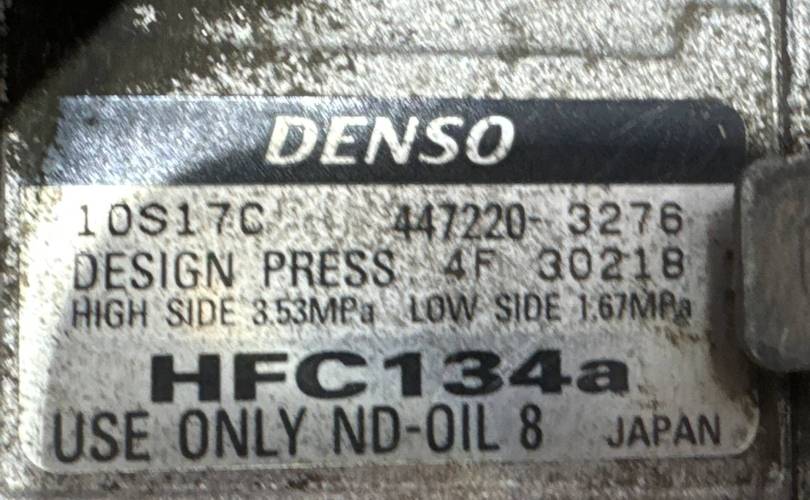 DENSO
10S17C 447220-3276
DESIGN PRESS 4F 30218
HIGH SIDE 3.53MPa LOW SIDE 1.67MPa
HFC134a
USE ONLY ND-OIL 8 JAPAN